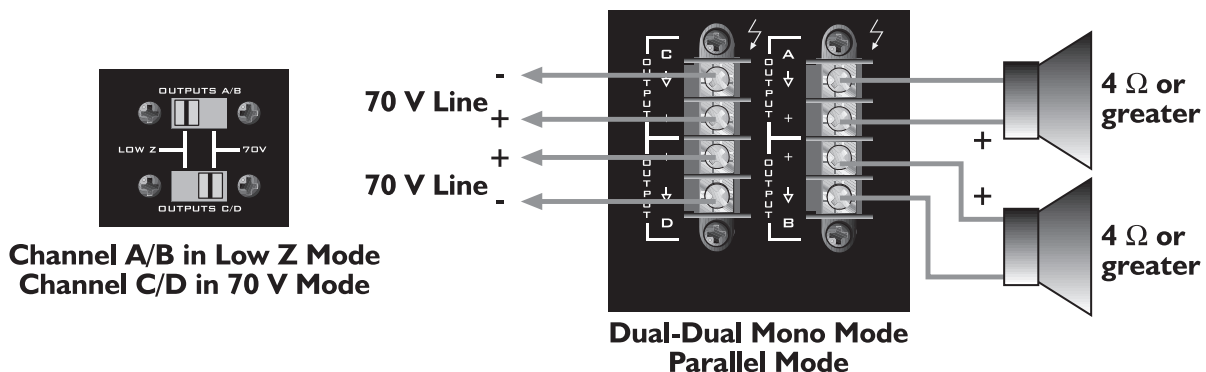 OUTPUTS A/B
LOW Z
70V
OUTPUTS C/D
Channel A/B in Low Z Mode
Channel C/D in 70 V Mode
-
70 V Line
+
+
70 V Line
-
C
OUTPUT
+
+
OUTPUT
D
A
OUTPUT
+
+
OUTPUT
B
4 Ω or
greater
+
+
4 Ω or
greater
Dual-Dual Mono Mode
Parallel Mode